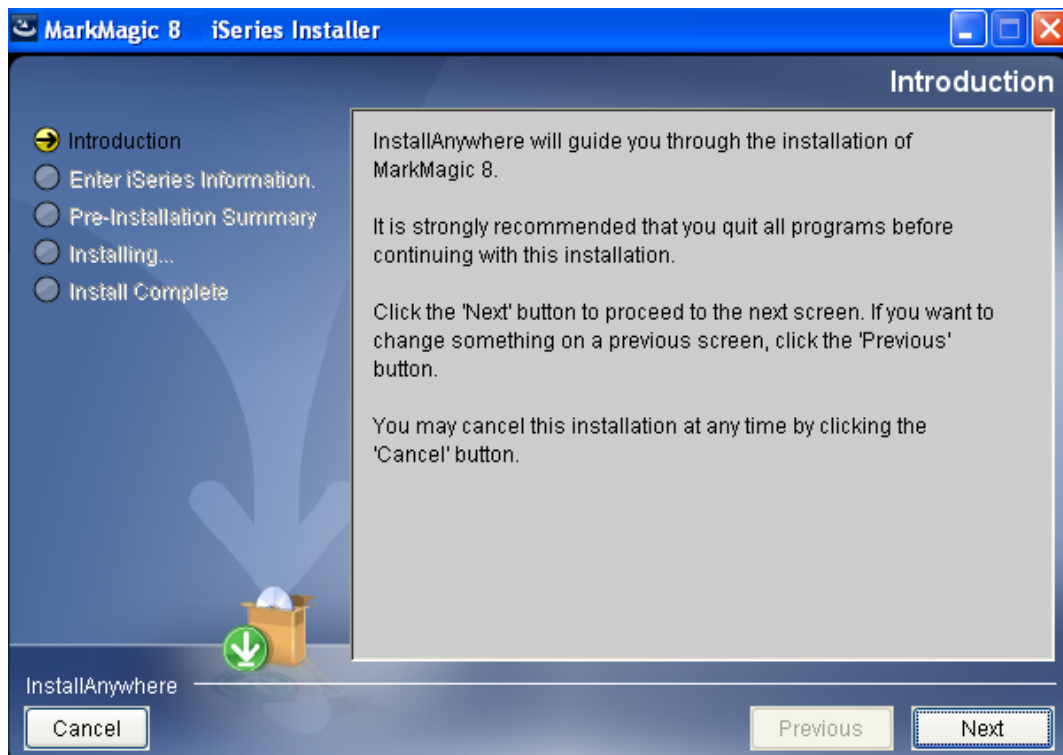 MarkMagic 8 iSeries Installer
Introduction
Introduction
Enter iSeries Information.
Pre-Installation Summary
Installing...
Install Complete
InstallAnywhere will guide you through the installation of
MarkMagic 8.
It is strongly recommended that you quit all programs before
continuing with this installation.
Click the 'Next' button to proceed to the next screen. If you want to
change something on a previous screen, click the 'Previous'
button.
You may cancel this installation at any time by clicking the
'Cancel' button.
InstallAnywhere
Cancel
Previous
Next